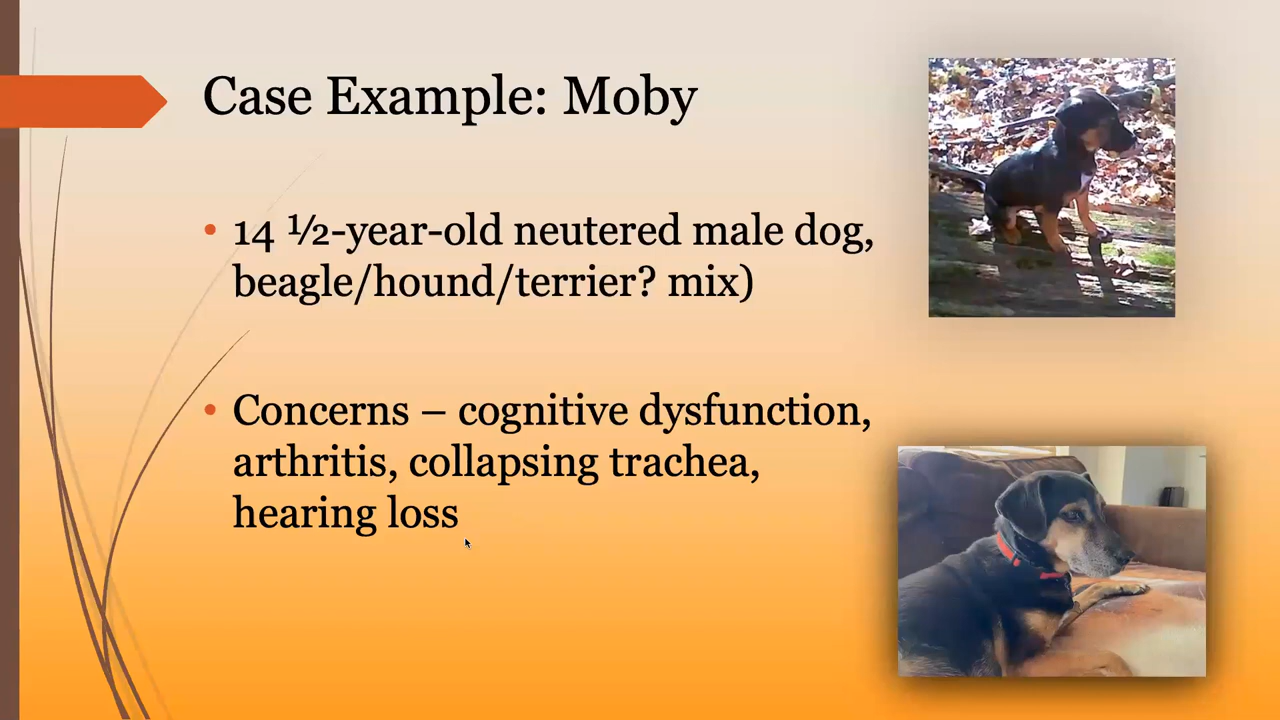 Case Example: Moby
• 14 ½-year-old neutered male dog,
beagle/hound/terrier? mix)
• Concerns – cognitive dysfunction,
arthritis, collapsing trachea,
hearing loss